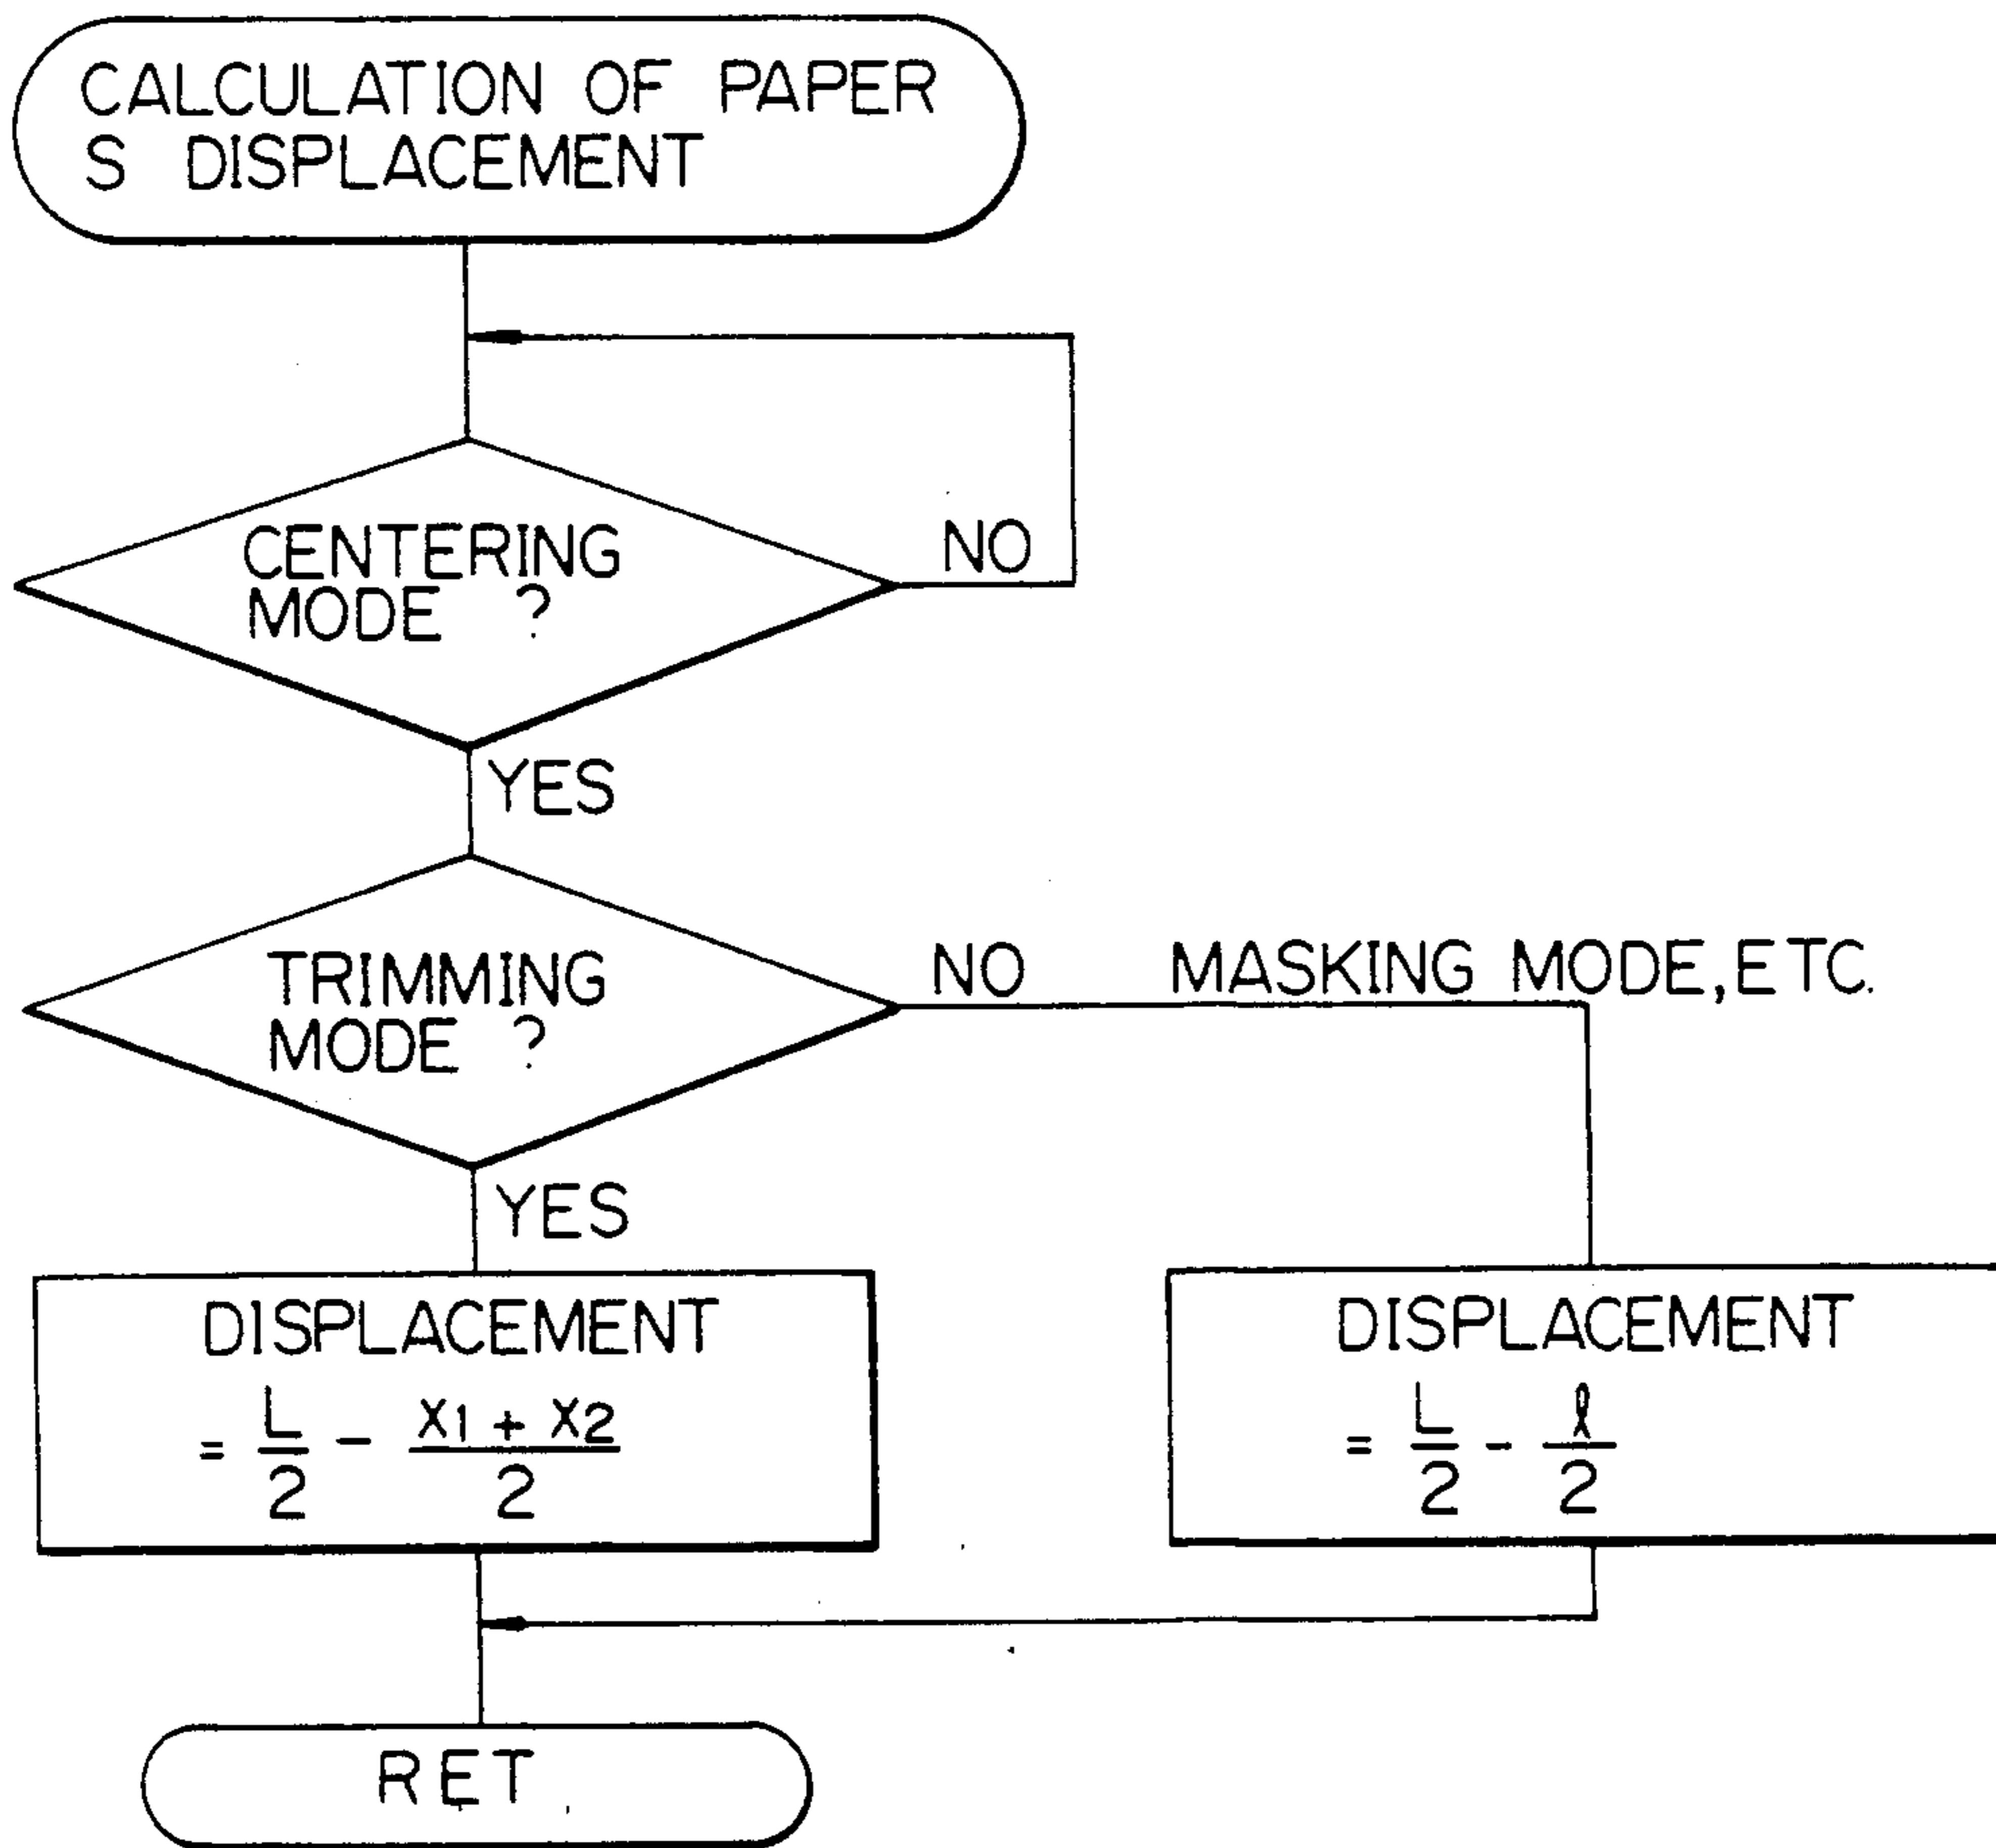 CALCULATION OF PAPER
S DISPLACEMENT
CENTERING
MODE ?
NO
YES
TRIMMING
MODE ?
NO
MASKING MODE, ETC.
YES
DISPLACEMENT
= L/2 - (x1 + x2)/2
DISPLACEMENT
= L/2 - ℓ/2
RET